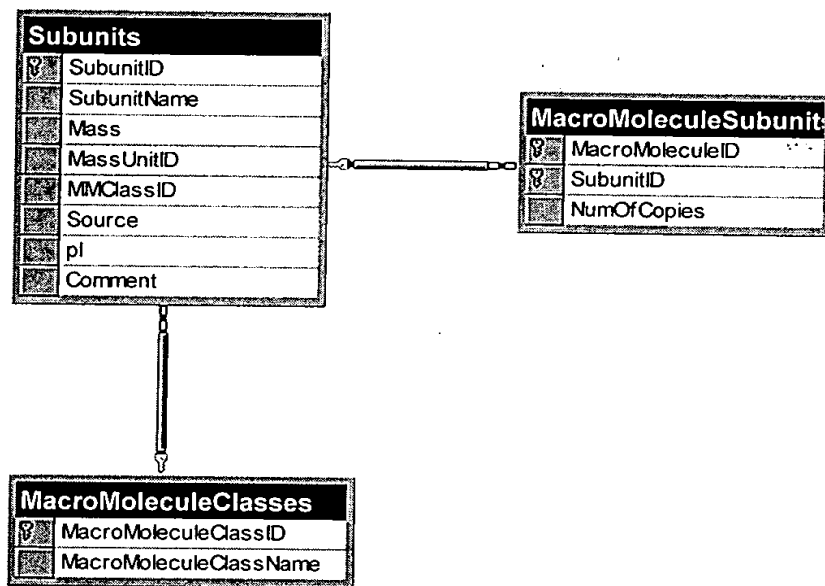 Subunits
SubunitID
SubunitName
Mass
MassUnitID
MMClassID
Source
pI
Comment
MacroMoleculeSubunits
MacroMoleculeID
SubunitID
NumOfCopies
MacroMoleculeClasses
MacroMoleculeClassID
MacroMoleculeClassName